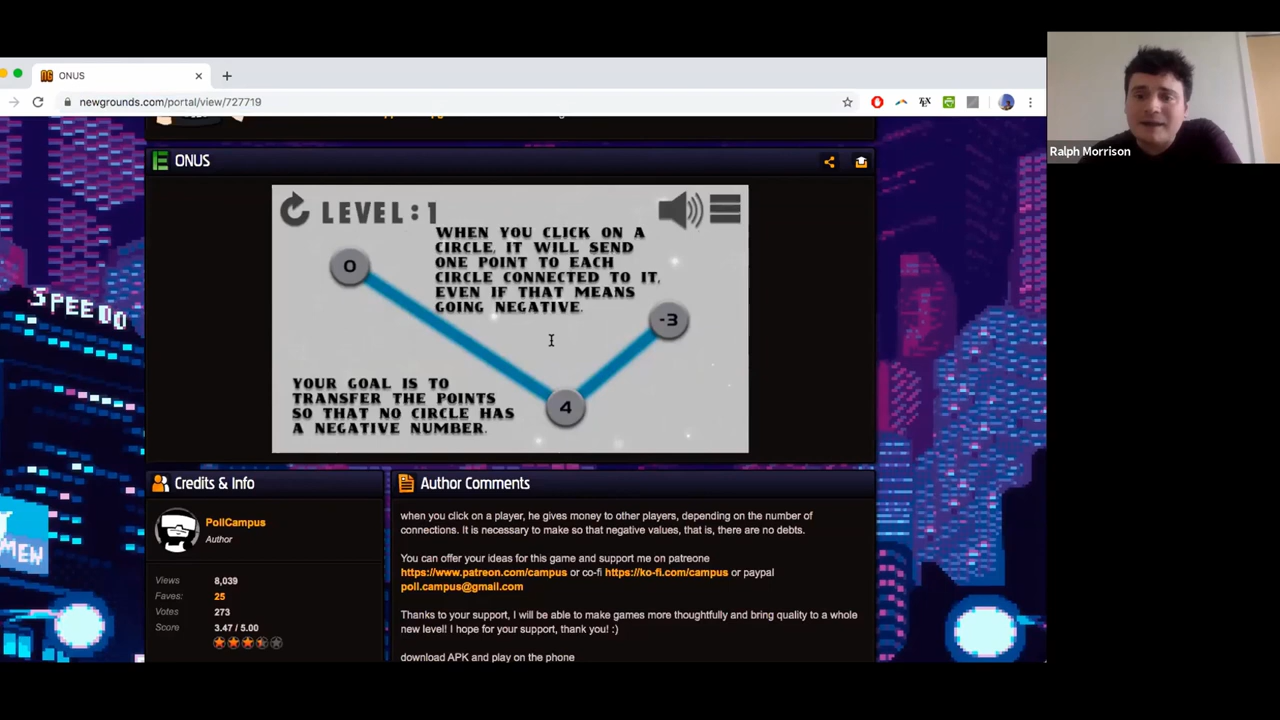 ONUS
newgrounds.com/portal/view/727719
Ralph Morrison
ONUS
LEVEL:1
WHEN YOU CLICK ON A
CIRCLE, IT WILL SEND
ONE POINT TO EACH
CIRCLE CONNECTED TO IT,
EVEN IF THAT MEANS
GOING NEGATIVE.
0
-3
4
YOUR GOAL IS TO
TRANSFER THE POINTS
SO THAT NO CIRCLE HAS
A NEGATIVE NUMBER.
SPEEDO
MEN
Credits & Info
PollCampus
Author
Views 8,039
Faves: 25
Votes 273
Score 3.47 / 5.00
Author Comments
when you click on a player, he gives money to other players, depending on the number of
connections. It is necessary to make so that negative values, that is, there are no debts.
You can offer your ideas for this game and support me on patreone
https://www.patreon.com/campus or co-fi https://ko-fi.com/campus or paypal
poll.campus@gmail.com
Thanks to your support, I will be able to make games more thoughtfully and bring quality to a whole
new level! I hope for your support, thank you! :)
download APK and play on the phone